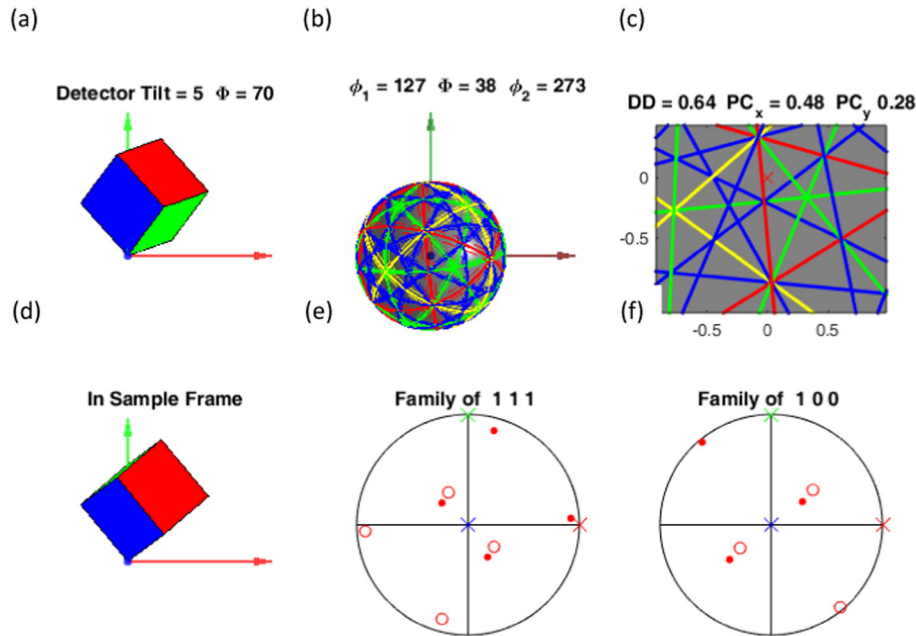 (a)
(b)
(c)
Detector Tilt = 5 Φ = 70
ϕ1 = 127 Φ = 38 ϕ2 = 273
DD = 0.64 PCx = 0.48 PCy 0.28
0
-0.5
-0.5 0 0.5
(d)
(e)
(f)
In Sample Frame
Family of 1 1 1
Family of 1 0 0